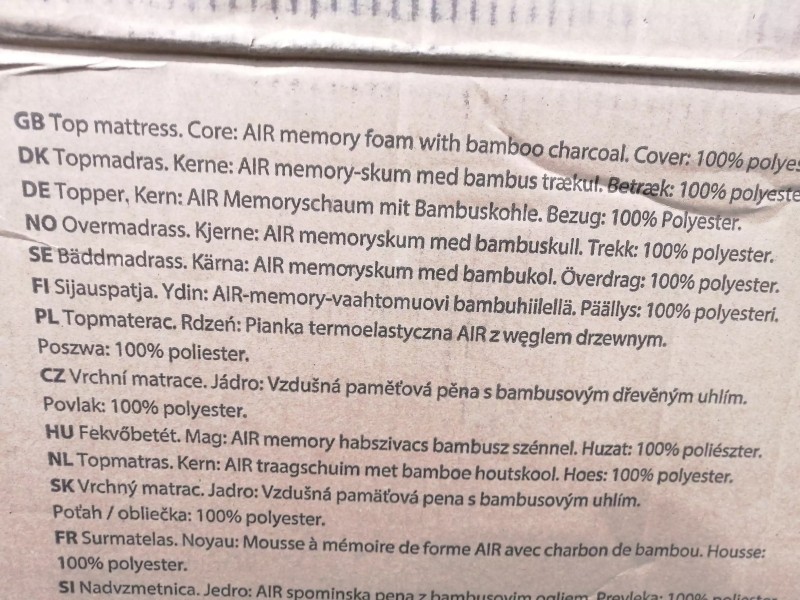 GB Top mattress. Core: AIR memory foam with bamboo charcoal. Cover: 100% polyes
DK Topmadras. Kerne: AIR memory-skum med bambus trækul. Betræk: 100% polyeste
DE Topper, Kern: AIR Memoryschaum mit Bambuskohle. Bezug: 100% Polyester.
NO Overmadrass. Kjerne: AIR memoryskum med bambuskull. Trekk: 100% polyester.
SE Bäddmadrass. Kärna: AIR memoryskum med bambukol. Överdrag: 100% polyester.
FI Sijauspatja. Ydin: AIR-memory-vaahtomuovi bambuhiilellä. Päällys: 100% polyesteri.
PL Topmaterac. Rdzeń: Pianka termoelastyczna AIR z węglem drzewnym.
Poszwa: 100% poliester.
CZ Vrchní matrace. Jádro: Vzdušná paměťová pěna s bambusovým dřevěným uhlím.
Povlak: 100% polyester.
HU Fekvőbetét. Mag: AIR memory habszivacs bambusz szénnel. Huzat: 100% poliészter.
NL Topmatras. Kern: AIR traagschuim met bamboe houtskool. Hoes: 100% polyester.
SK Vrchný matrac. Jadro: Vzdušná pamäťová pena s bambusovým uhlím.
Poťah / obliečka: 100% polyester.
FR Surmatelas. Noyau: Mousse à mémoire de forme AIR avec charbon de bambou. Housse:
100% polyester.
SI Nadvzmetnica. Jedro: AIR spominska pena z bambusovim ogljem. Prevleka: 100%